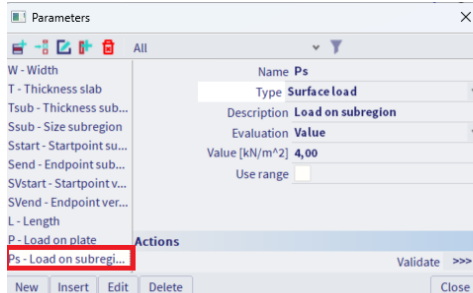 Parameters
All
W - Width
T - Thickness slab
Tsub - Thickness sub...
Ssub - Size subregion
Sstart - Startpoint su...
Send - Endpoint sub...
SVstart - Startpoint v...
SVend - Endpoint ver...
L - Length
P - Load on plate
Ps - Load on subregi...
Name Ps
Type Surface load
Description Load on subregion
Evaluation Value
Value [kN/m^2] 4,00
Use range
Actions
Validate >>>
New Insert Edit Delete Close